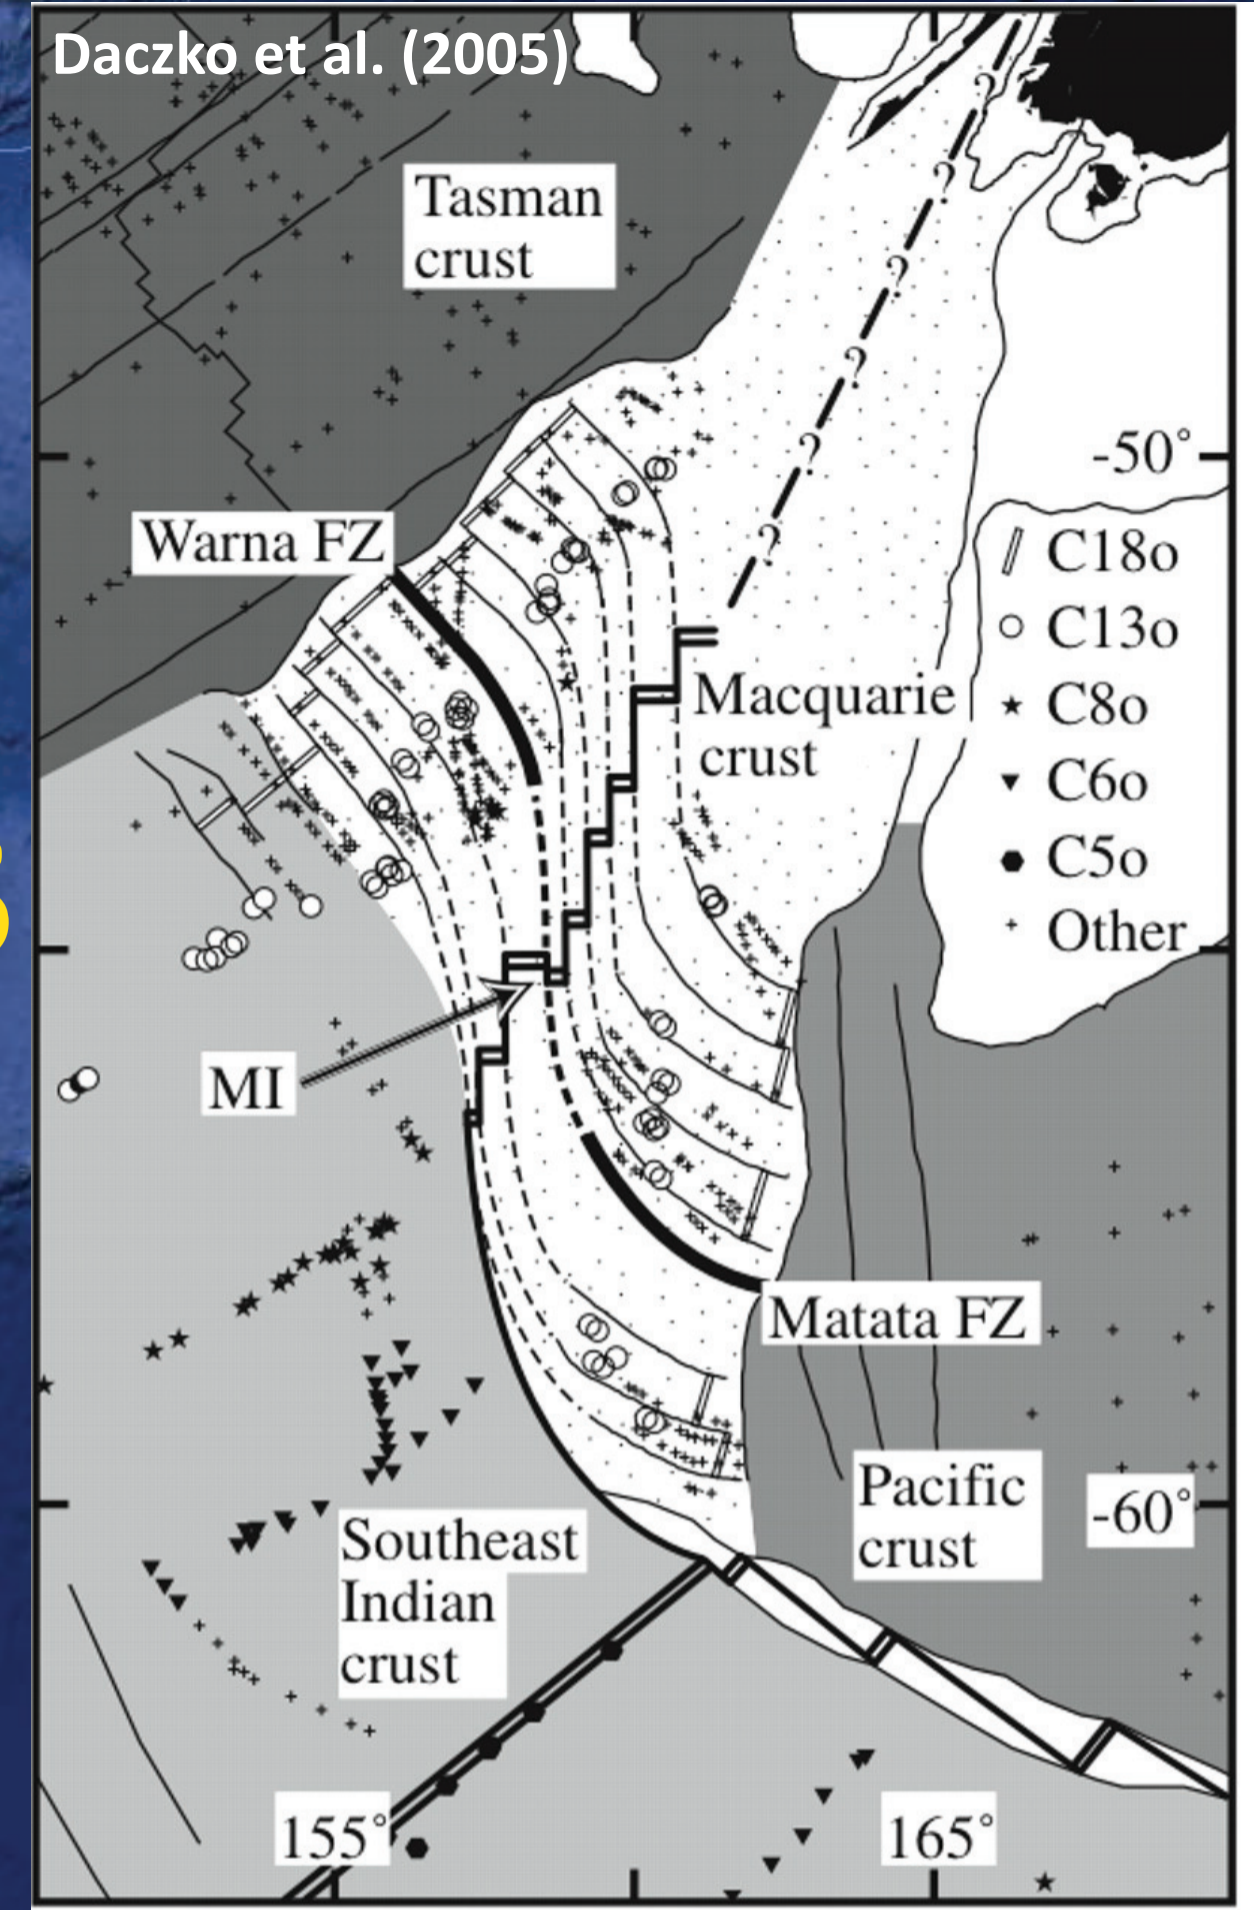 Daczko et al. (2005)
Tasman
crust
?
?
?
?
?
?
-50°
Warna FZ
C18o
C13o
C8o
C6o
C5o
Other
Macquarie
crust
MI
Matata FZ
Pacific
crust
-60°
Southeast
Indian
crust
155°
165°